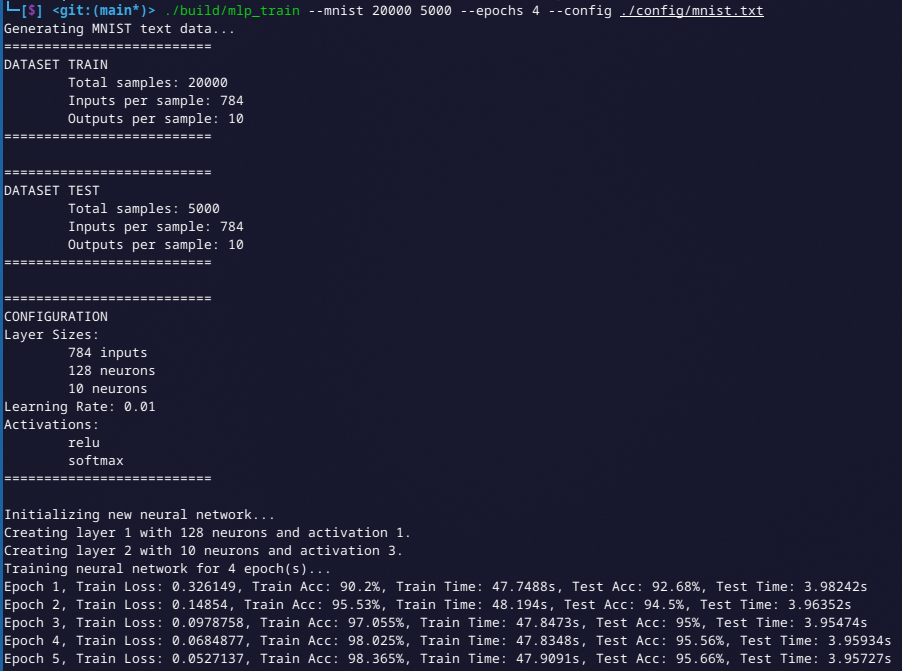 └─[$] <git:(main*)> ./build/mlp_train --mnist 20000 5000 --epochs 4 --config ./config/mnist.txt
Generating MNIST text data...
==========================
DATASET TRAIN
        Total samples: 20000
        Inputs per sample: 784
        Outputs per sample: 10
==========================

==========================
DATASET TEST
        Total samples: 5000
        Inputs per sample: 784
        Outputs per sample: 10
==========================

==========================
CONFIGURATION
Layer Sizes:
        784 inputs
        128 neurons
        10 neurons
Learning Rate: 0.01
Activations:
        relu
        softmax
==========================

Initializing new neural network...
Creating layer 1 with 128 neurons and activation 1.
Creating layer 2 with 10 neurons and activation 3.
Training neural network for 4 epoch(s)...
Epoch 1, Train Loss: 0.326149, Train Acc: 90.2%, Train Time: 47.7488s, Test Acc: 92.68%, Test Time: 3.98242s
Epoch 2, Train Loss: 0.14854, Train Acc: 95.53%, Train Time: 48.194s, Test Acc: 94.5%, Test Time: 3.96352s
Epoch 3, Train Loss: 0.0978758, Train Acc: 97.055%, Train Time: 47.8473s, Test Acc: 95%, Test Time: 3.95474s
Epoch 4, Train Loss: 0.0684877, Train Acc: 98.025%, Train Time: 47.8348s, Test Acc: 95.56%, Test Time: 3.95934s
Epoch 5, Train Loss: 0.0527137, Train Acc: 98.365%, Train Time: 47.9091s, Test Acc: 95.66%, Test Time: 3.95727s